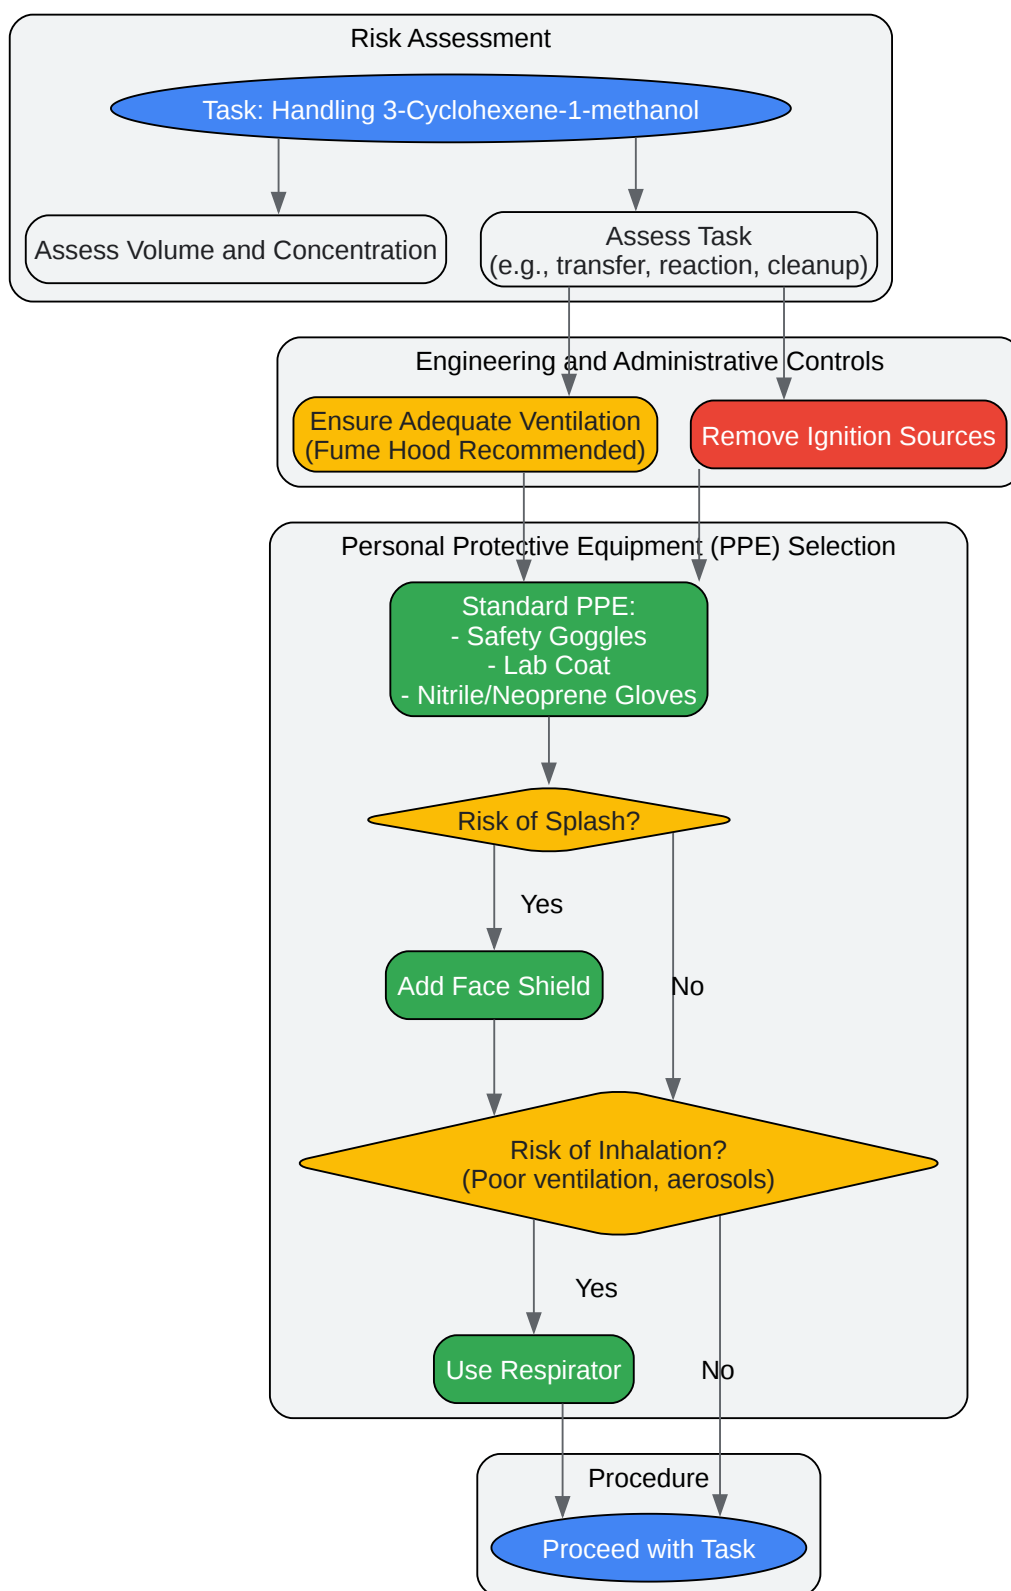 Risk Assessment
Task: Handling 3-Cyclohexene-1-methanol
Assess Volume and Concentration
Assess Task
(e.g., transfer, reaction, cleanup)
Engineering and Administrative Controls
Ensure Adequate Ventilation
(Fume Hood Recommended)
Remove Ignition Sources
Personal Protective Equipment (PPE) Selection
Standard PPE:
- Safety Goggles
- Lab Coat
- Nitrile/Neoprene Gloves
Risk of Splash?
Yes
Add Face Shield
No
Risk of Inhalation?
(Poor ventilation, aerosols)
Yes
Use Respirator
No
Procedure
Proceed with Task